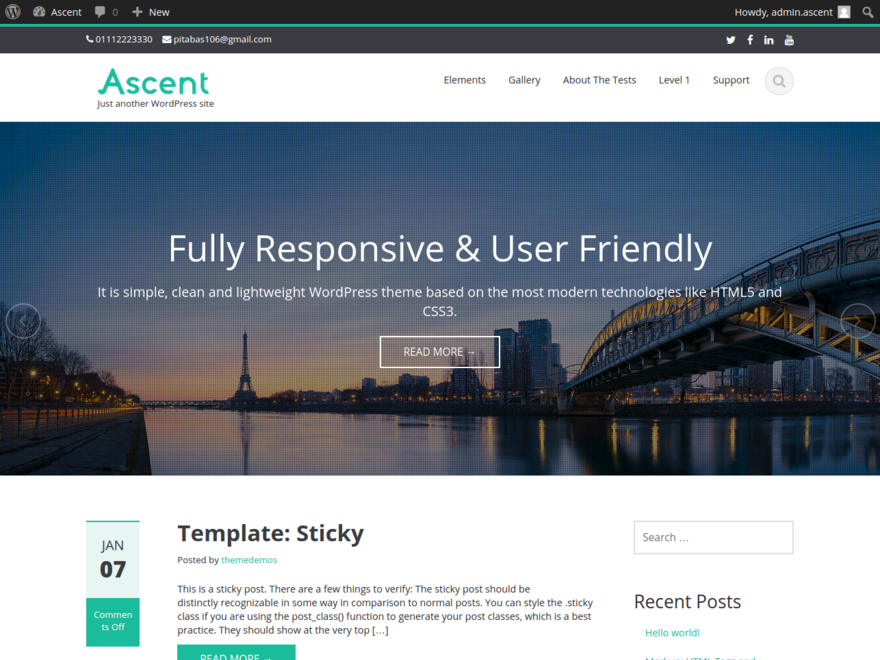 Ascent 0 New Howdy, admin.ascent
01112223330 pitabas106@gmail.com
Ascent
Just another WordPress site
Elements Gallery About The Tests Level 1 Support
Fully Responsive & User Friendly
It is simple, clean and lightweight WordPress theme based on the most modern technologies like HTML5 and
CSS3.
READ MORE →
JAN
07
Commen
ts Off
Template: Sticky
Posted by themedemos
This is a sticky post. There are a few things to verify: The sticky post should be
distinctly recognizable in some way in comparison to normal posts. You can style the .sticky
class if you are using the post_class() function to generate your post classes, which is a best
practice. They should show at the very top […]
READ MORE →
Search …
Recent Posts
Hello world!
Markup: HTML Tags and